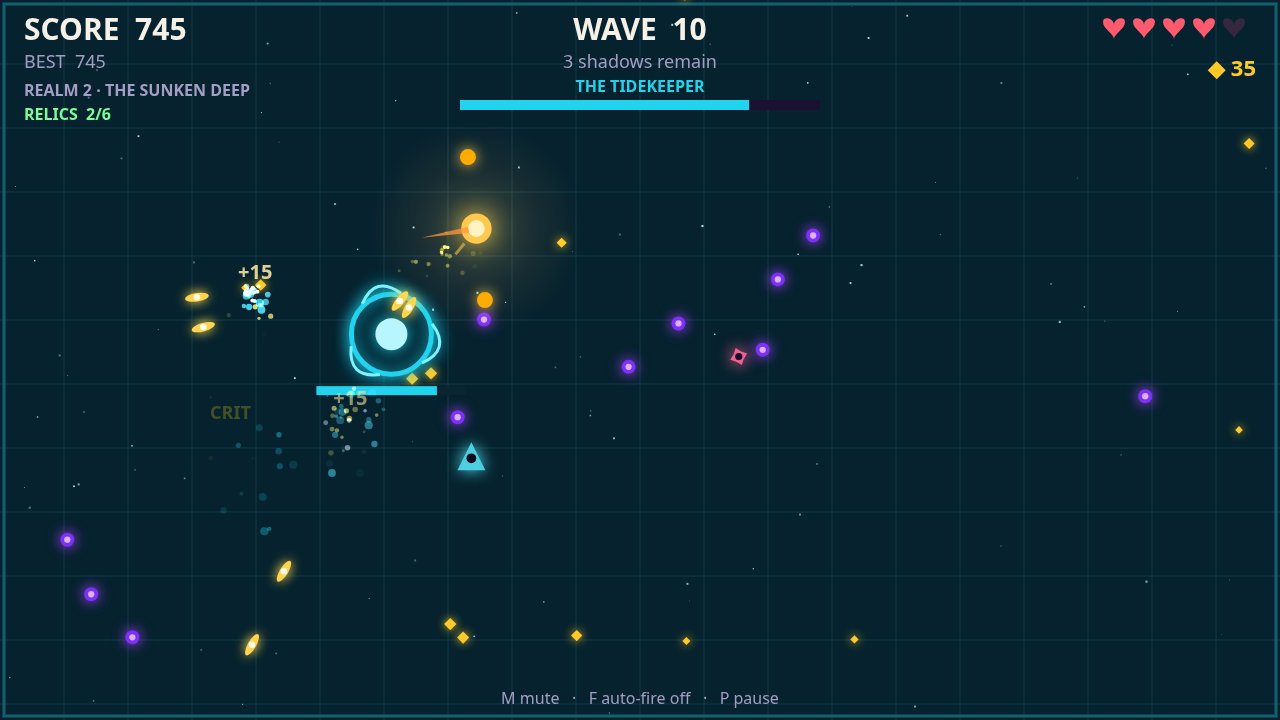 SCORE 745
BEST 745
REALM 2 · THE SUNKEN DEEP
RELICS 2/6
WAVE 10
3 shadows remain
THE TIDEKEEPER
35
+15
+15
CRIT
M mute · F auto-fire off · P pause